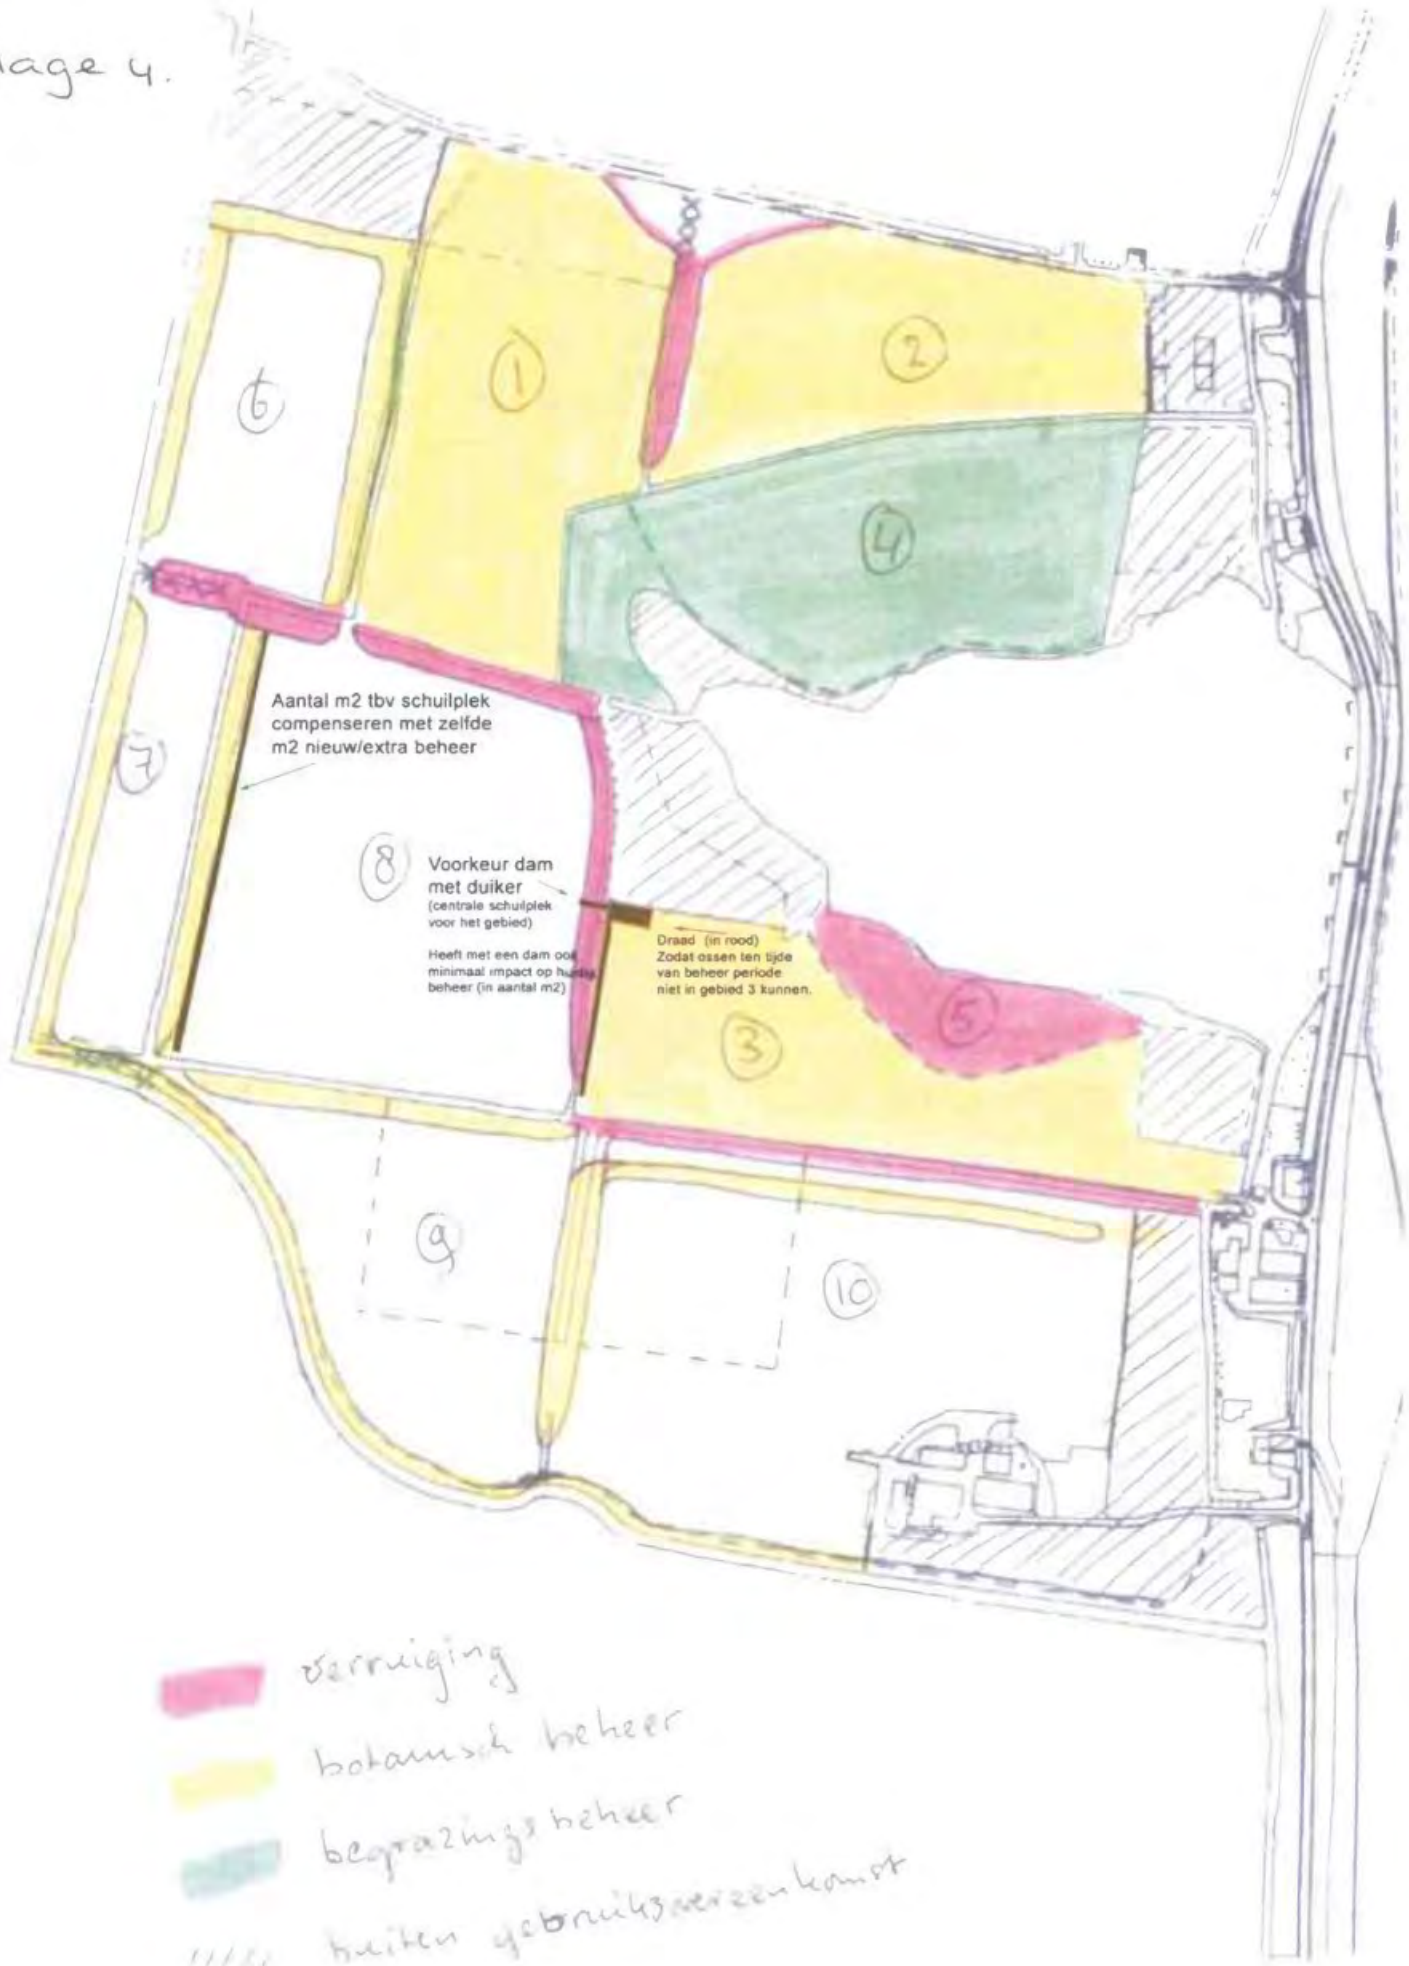 lage 4.
1
2
6
4
Aantal m2 tbv schuilplek
compenseren met zelfde
m2 nieuw/extra beheer
7
8
Voorkeur dam
met duiker
(centrale schuilplek
voor het gebied)
Heeft met een dam ook
minimaal impact op huidig
beheer (in aantal m2)
Draad (in rood)
Zodat ossen ten tijde
van beheer periode
niet in gebied 3 kunnen.
5
3
9
10
verruiging
botanisch beheer
begrazingsbeheer
buiten gebruiksovereenkomst